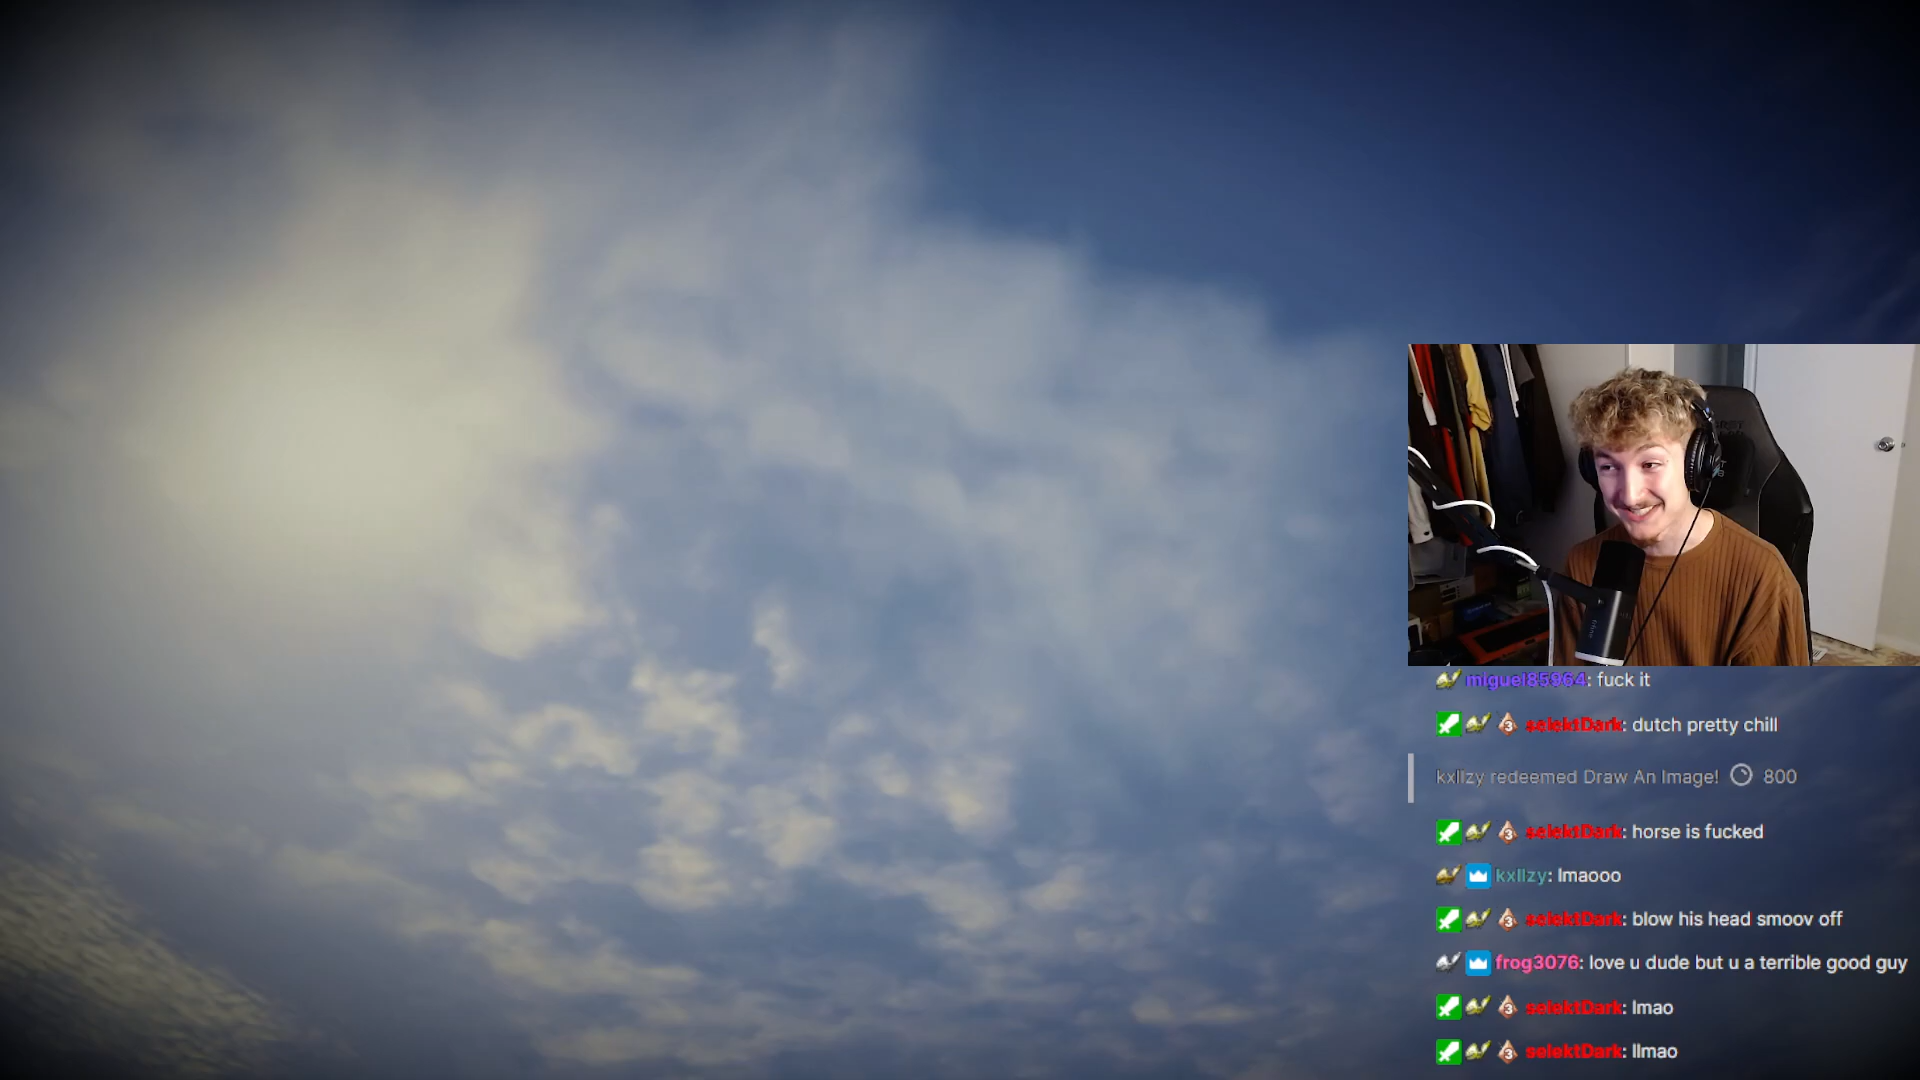 miguel85964: fuck it
selektDark: dutch pretty chill
kxllzy redeemed Draw An Image! 800
selektDark: horse is fucked
kxllzy: lmaooo
selektDark: blow his head smoov off
frog3076: love u dude but u a terrible good guy
selektDark: lmao
selektDark: llmao